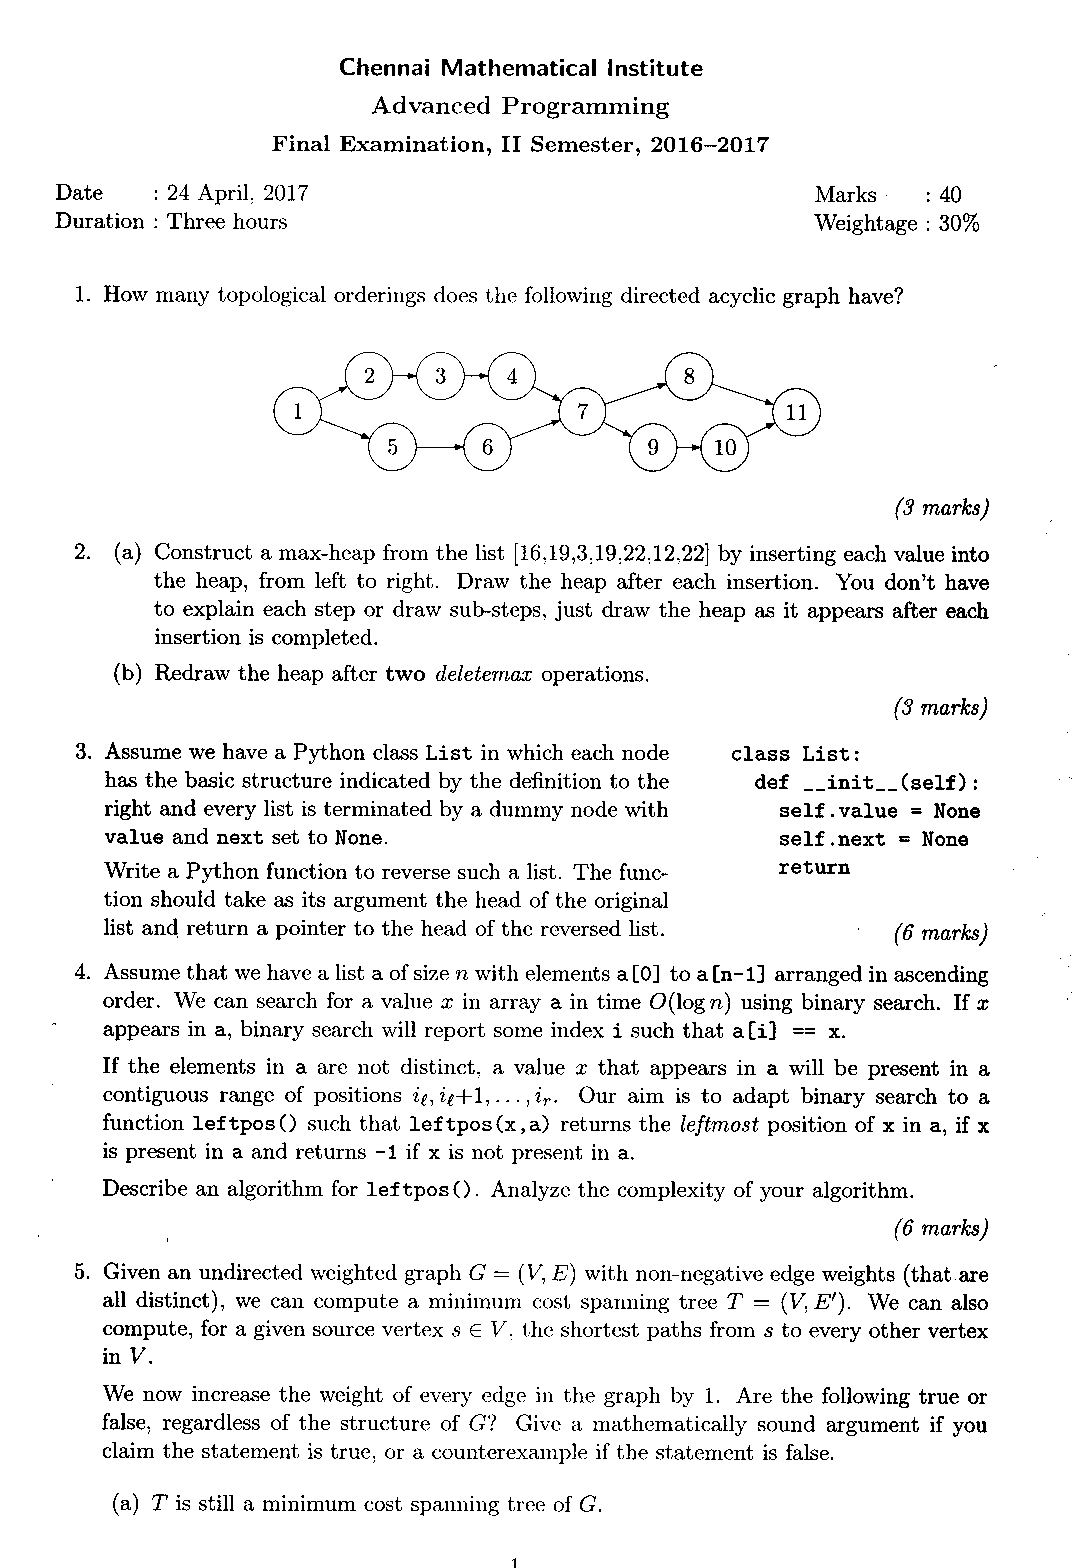 Chennai Mathematical Institute
Advanced Programming
Final Examination, II Semester, 2016–2017
Date : 24 April, 2017
Marks : 40
Duration : Three hours
Weightage : 30%
1. How many topological orderings does the following directed acyclic graph have?
2 3 4 8
1 7 11
5 6 9 10
(3 marks)
2. (a) Construct a max-heap from the list [16,19,3,19,22,12,22] by inserting each value into
the heap, from left to right. Draw the heap after each insertion. You don't have
to explain each step or draw sub-steps, just draw the heap as it appears after each
insertion is completed.
(b) Redraw the heap after two deletemax operations.
(3 marks)
3. Assume we have a Python class List in which each node
has the basic structure indicated by the definition to the
right and every list is terminated by a dummy node with
value and next set to None.
Write a Python function to reverse such a list. The func-
tion should take as its argument the head of the original
list and return a pointer to the head of the reversed list.
class List:
def __init__(self):
self.value = None
self.next = None
return
(6 marks)
4. Assume that we have a list a of size n with elements a[0] to a[n-1] arranged in ascending
order. We can search for a value x in array a in time O(log n) using binary search. If x
appears in a, binary search will report some index i such that a[i] == x.
If the elements in a are not distinct, a value x that appears in a will be present in a
contiguous range of positions iℓ, iℓ+1, . . . , ir. Our aim is to adapt binary search to a
function leftpos() such that leftpos(x,a) returns the leftmost position of x in a, if x
is present in a and returns -1 if x is not present in a.
Describe an algorithm for leftpos(). Analyze the complexity of your algorithm.
(6 marks)
5. Given an undirected weighted graph G = (V, E) with non-negative edge weights (that are
all distinct), we can compute a minimum cost spanning tree T = (V, E′). We can also
compute, for a given source vertex s ∈ V, the shortest paths from s to every other vertex
in V.
We now increase the weight of every edge in the graph by 1. Are the following true or
false, regardless of the structure of G? Give a mathematically sound argument if you
claim the statement is true, or a counterexample if the statement is false.
(a) T is still a minimum cost spanning tree of G.
1